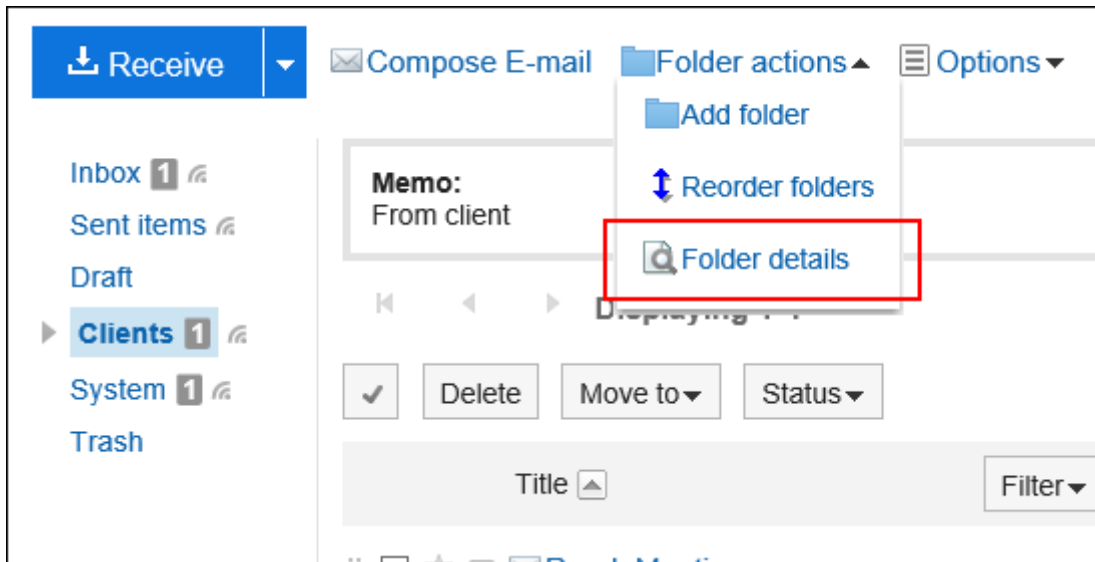 Receive
Compose E-mail
Folder actions
Options
Add folder
Reorder folders
Folder details
Inbox 1
Sent items
Draft
Clients 1
System 1
Trash
Memo:
From client
Delete
Move to
Status
Title
Filter